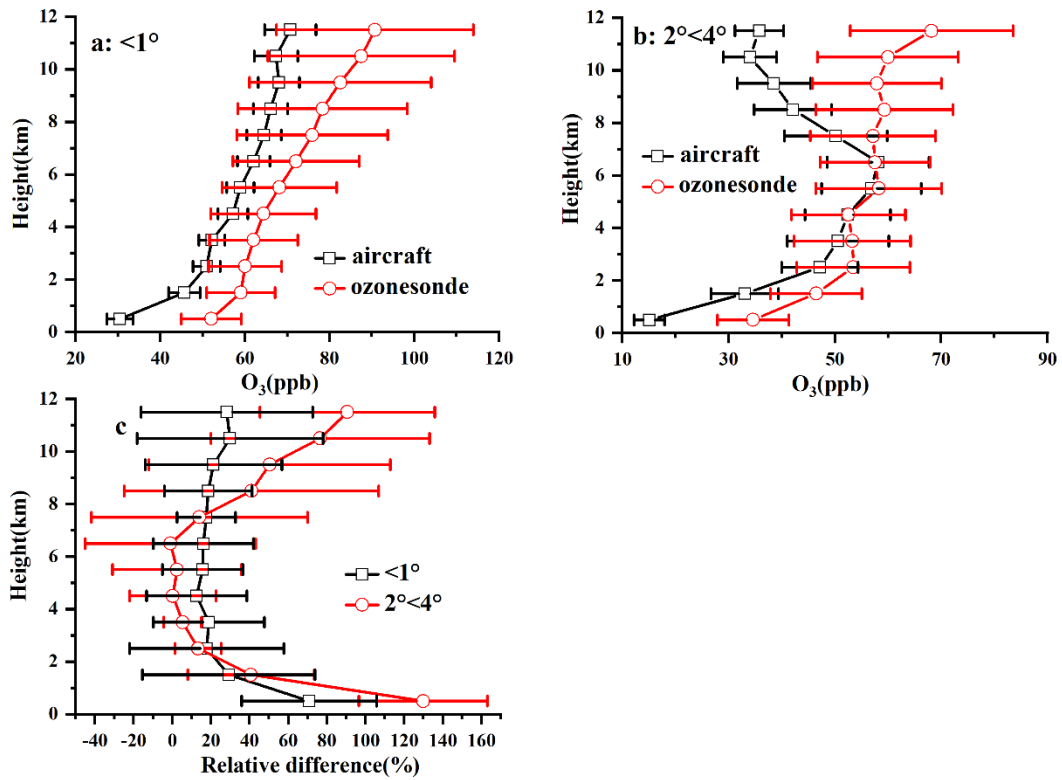 a: <1°
Height(km)
12
10
8
6
4
2
0
aircraft
ozonesonde
20 40 60 80 100 120
O₃(ppb)
b: 2°<4°
Height(km)
12
10
8
6
4
2
0
aircraft
ozonesonde
10 30 50 70 90
O₃(ppb)
c
Height(km)
12
10
8
6
4
2
0
<1°
2°<4°
-40 -20 0 20 40 60 80 100 120 140 160
Relative difference(%)